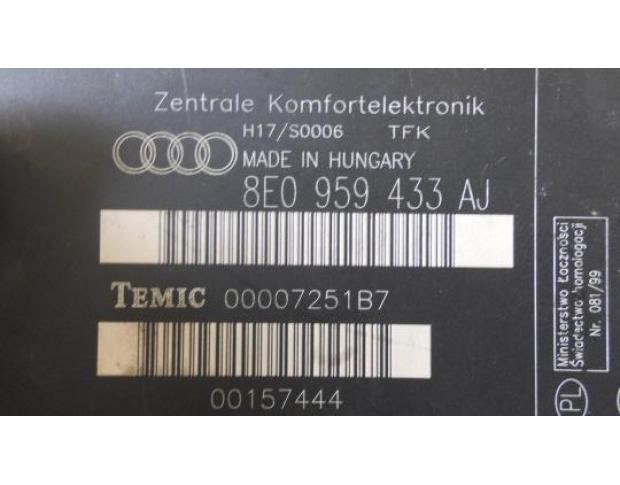 Zentrale Komfortelektronik
H17/S0006 TFK
MADE IN HUNGARY
8E0 959 433 AJ
TEMIC 00007251B7
00157444
Ministerstwo Łączności
Świadectwo homologacji
Nr. 081/99
PL